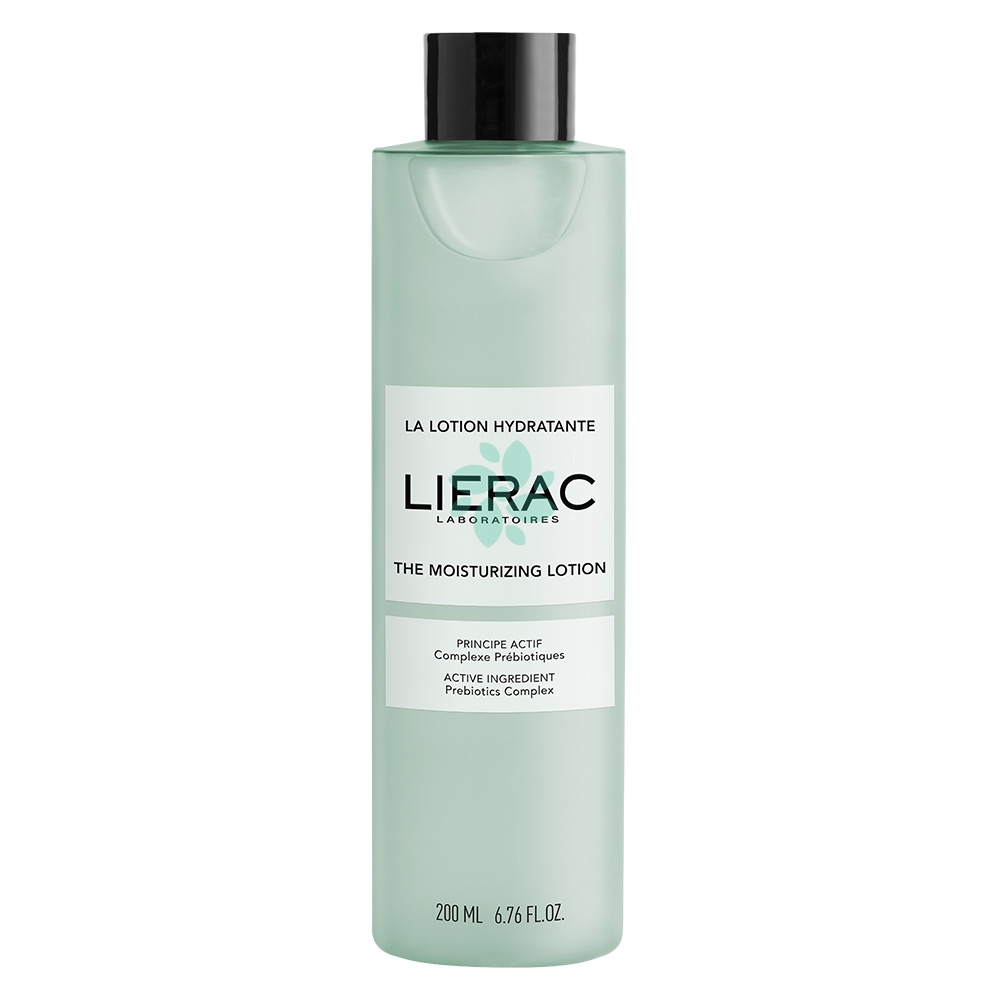 LA LOTION HYDRATANTE
LIERAC
LABORATOIRES
THE MOISTURIZING LOTION
PRINCIPE ACTIF
Complexe Prébiotiques
ACTIVE INGREDIENT
Prebiotics Complex
200 ML 6.76 FL.OZ.